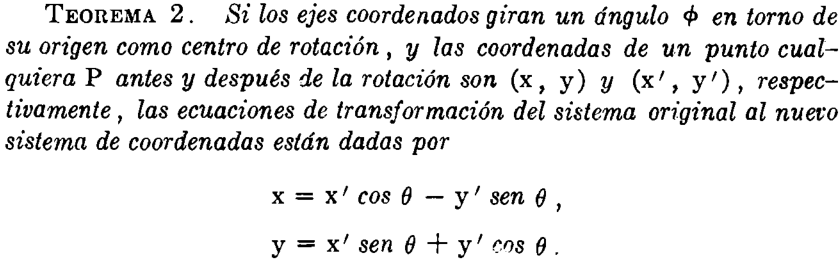 TEOREMA 2. Si los ejes coordenados giran un ángulo ϕ en torno de
su origen como centro de rotación, y las coordenadas de un punto cual-
quiera P antes y después de la rotación son (x, y) y (x′, y′), respec-
tivamente, las ecuaciones de transformación del sistema original al nuevo
sistema de coordenadas están dadas por
x = x′ cos θ − y′ sen θ ,
y = x′ sen θ + y′ cos θ .